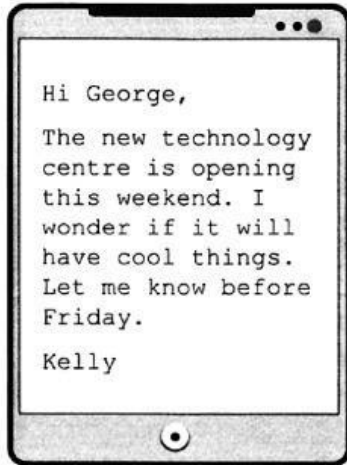 Hi George,
The new technology
centre is opening
this weekend. I
wonder if it will
have cool things.
Let me know before
Friday.
Kelly